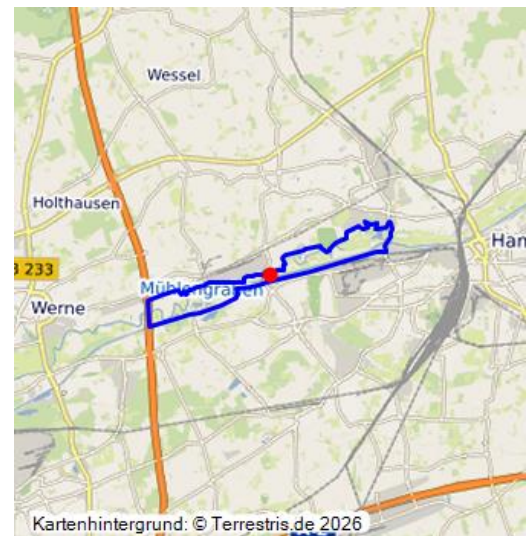 Wessel
Holthausen
B 233
Werne
Mühlengraben
Ham
Kartenhintergrund: © Terrestris.de 2026